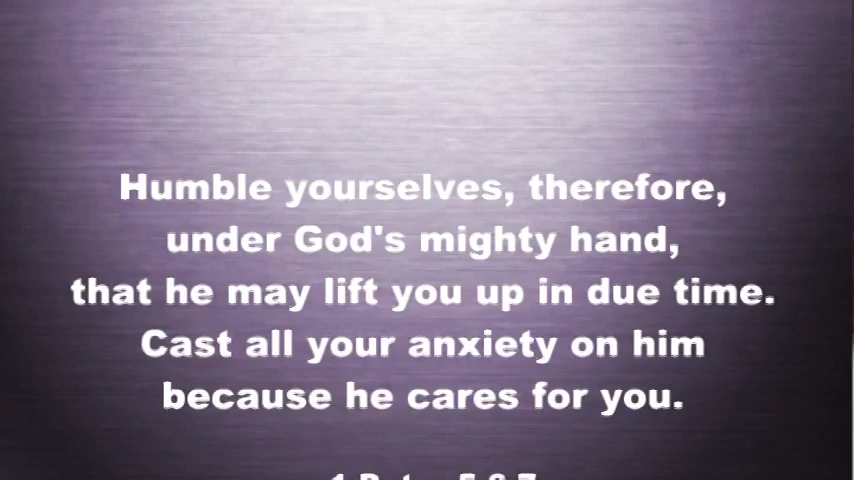 Humble yourselves, therefore,
under God's mighty hand,
that he may lift you up in due time.
Cast all your anxiety on him
because he cares for you.